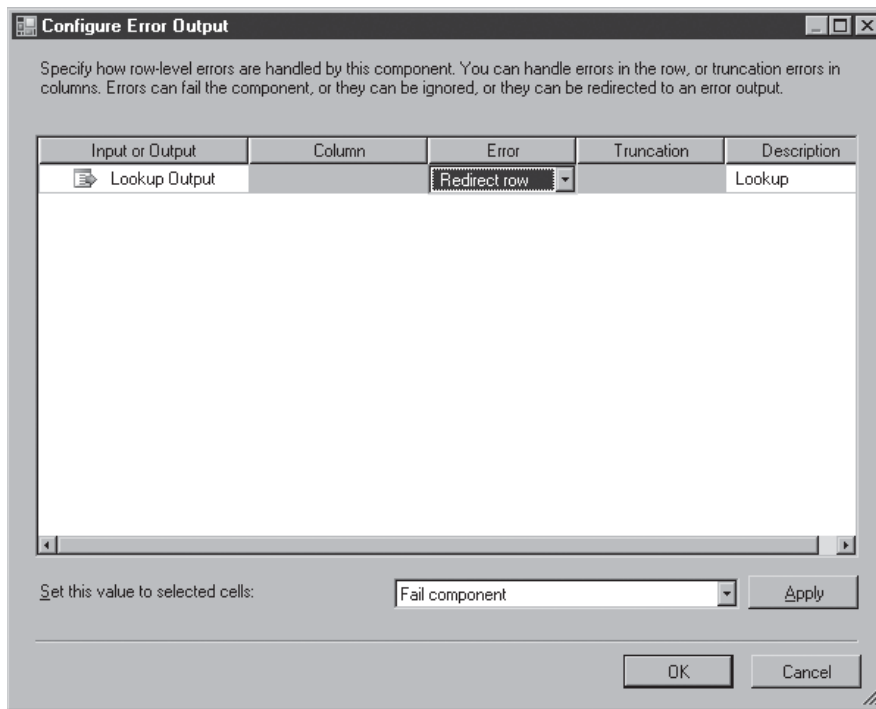 Configure Error Output
Specify how row-level errors are handled by this component. You can handle errors in the row, or truncation errors in
columns. Errors can fail the component, or they can be ignored, or they can be redirected to an error output.
Input or Output Column Error Truncation Description
Lookup Output Redirect row Lookup
Set this value to selected cells: Fail component Apply
OK Cancel